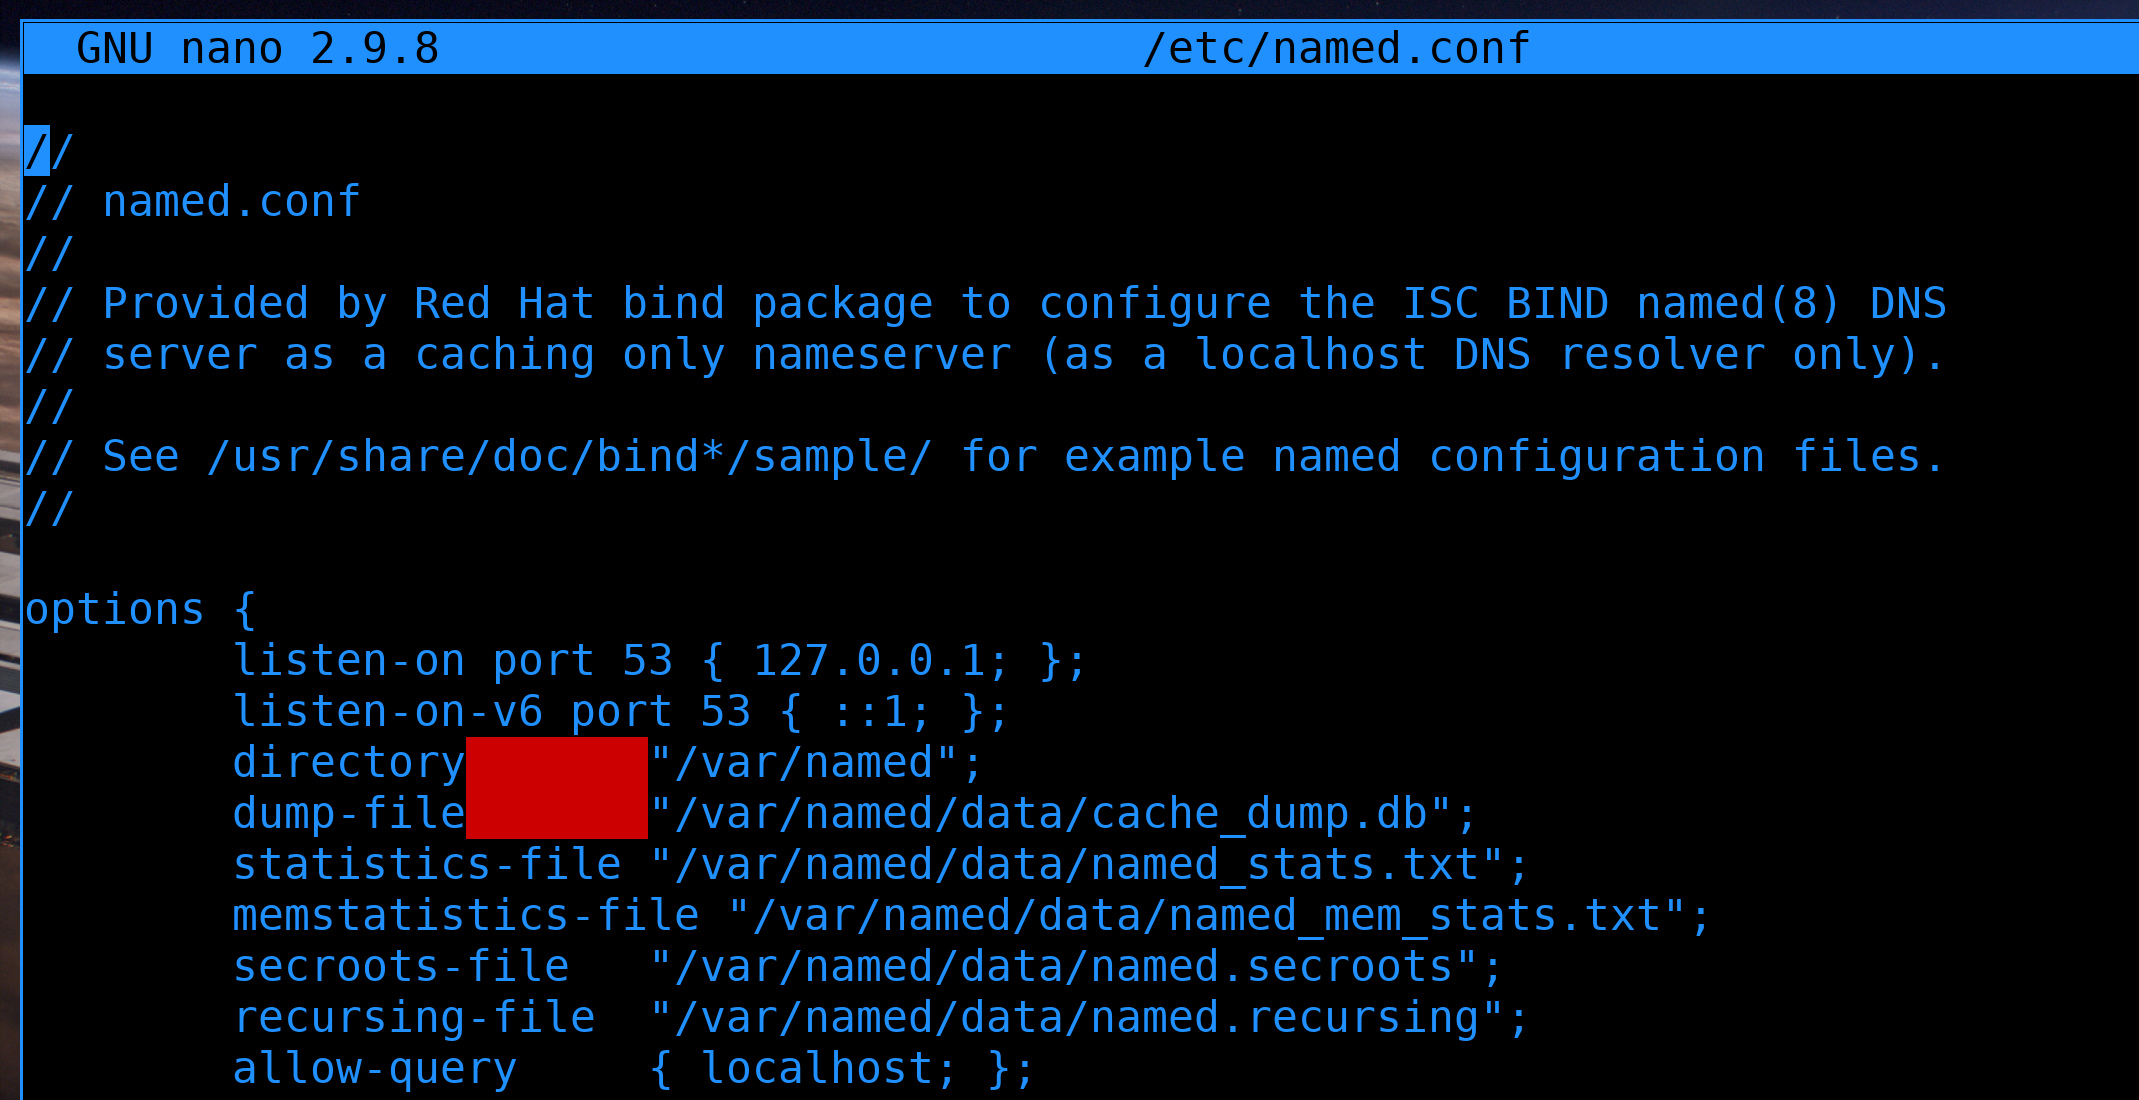 GNU nano 2.9.8 /etc/named.conf
//
// named.conf
//
// Provided by Red Hat bind package to configure the ISC BIND named(8) DNS
// server as a caching only nameserver (as a localhost DNS resolver only).
//
// See /usr/share/doc/bind*/sample/ for example named configuration files.
//
options {
listen-on port 53 { 127.0.0.1; };
listen-on-v6 port 53 { ::1; };
directory "/var/named";
dump-file "/var/named/data/cache_dump.db";
statistics-file "/var/named/data/named_stats.txt";
memstatistics-file "/var/named/data/named_mem_stats.txt";
secroots-file "/var/named/data/named.secroots";
recursing-file "/var/named/data/named.recursing";
allow-query { localhost; };